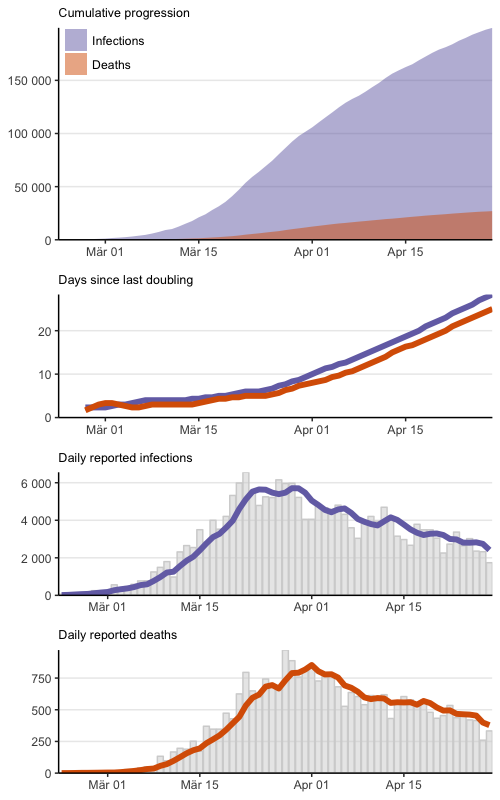 Cumulative progression
Infections
Deaths
150 000
100 000
50 000
0
Mär 01 Mär 15 Apr 01 Apr 15
Days since last doubling
20
10
0
Mär 01 Mär 15 Apr 01 Apr 15
Daily reported infections
6 000
4 000
2 000
0
Mär 01 Mär 15 Apr 01 Apr 15
Daily reported deaths
750
500
250
0
Mär 01 Mär 15 Apr 01 Apr 15